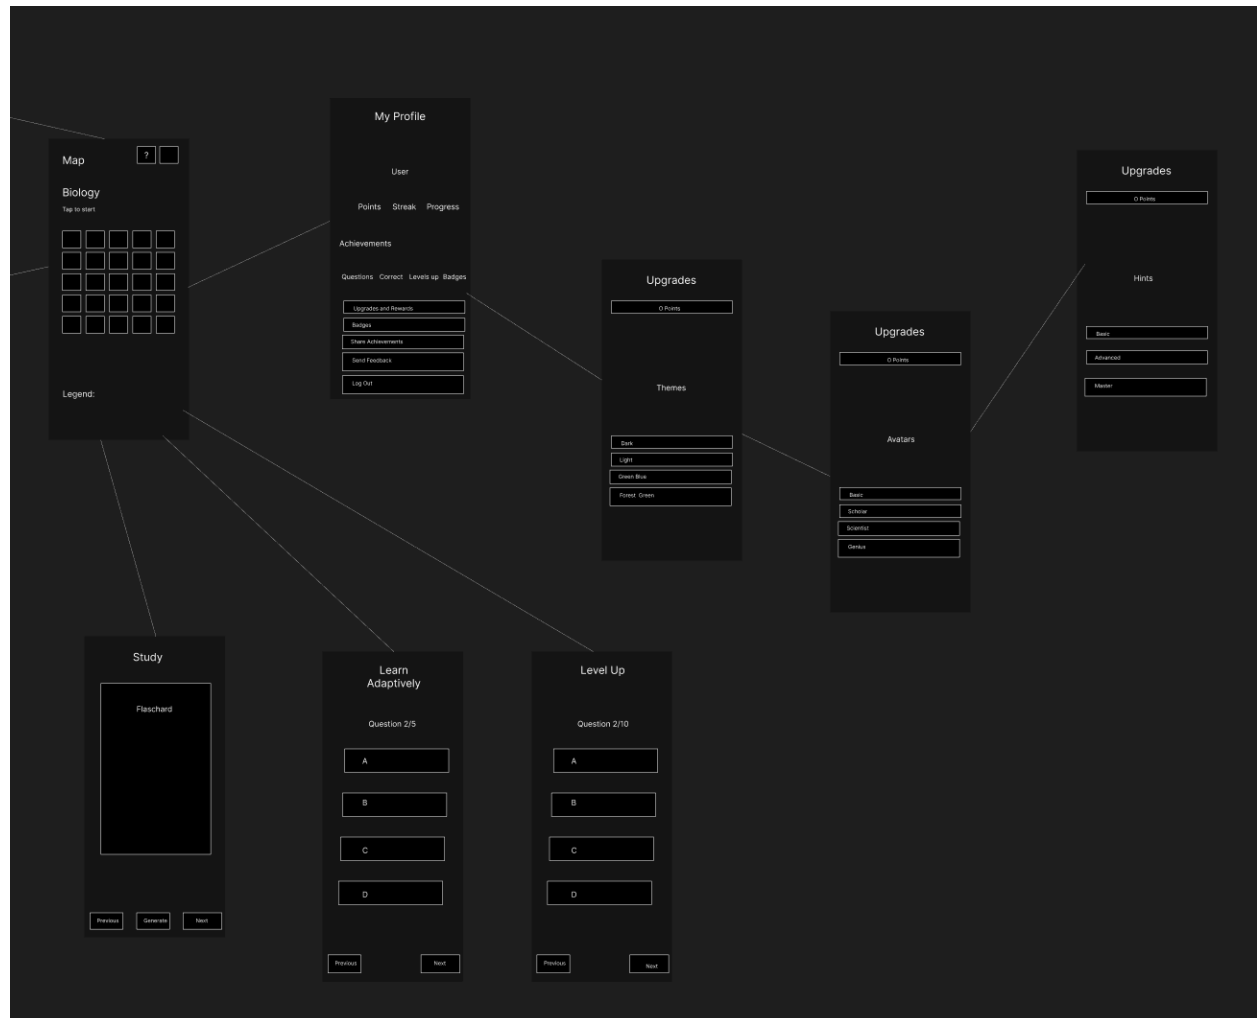 Map
?
Biology
Tap to start
Legend:
My Profile
User
Points Streak Progress
Achievements
Questions Correct Levels up Badges
Upgrades and Rewards
Badges
Share Achievements
Send Feedback
Log Out
Upgrades
0 Points
Themes
Dark
Light
Green Blue
Forest Green
Upgrades
0 Points
Avatars
Basic
Scholar
Scientist
Genius
Upgrades
0 Points
Hints
Basic
Advanced
Master
Study
Flaschard
Previous Generate Next
Learn
Adaptively
Question 2/5
A
B
C
D
Previous Next
Level Up
Question 2/10
A
B
C
D
Previous Next